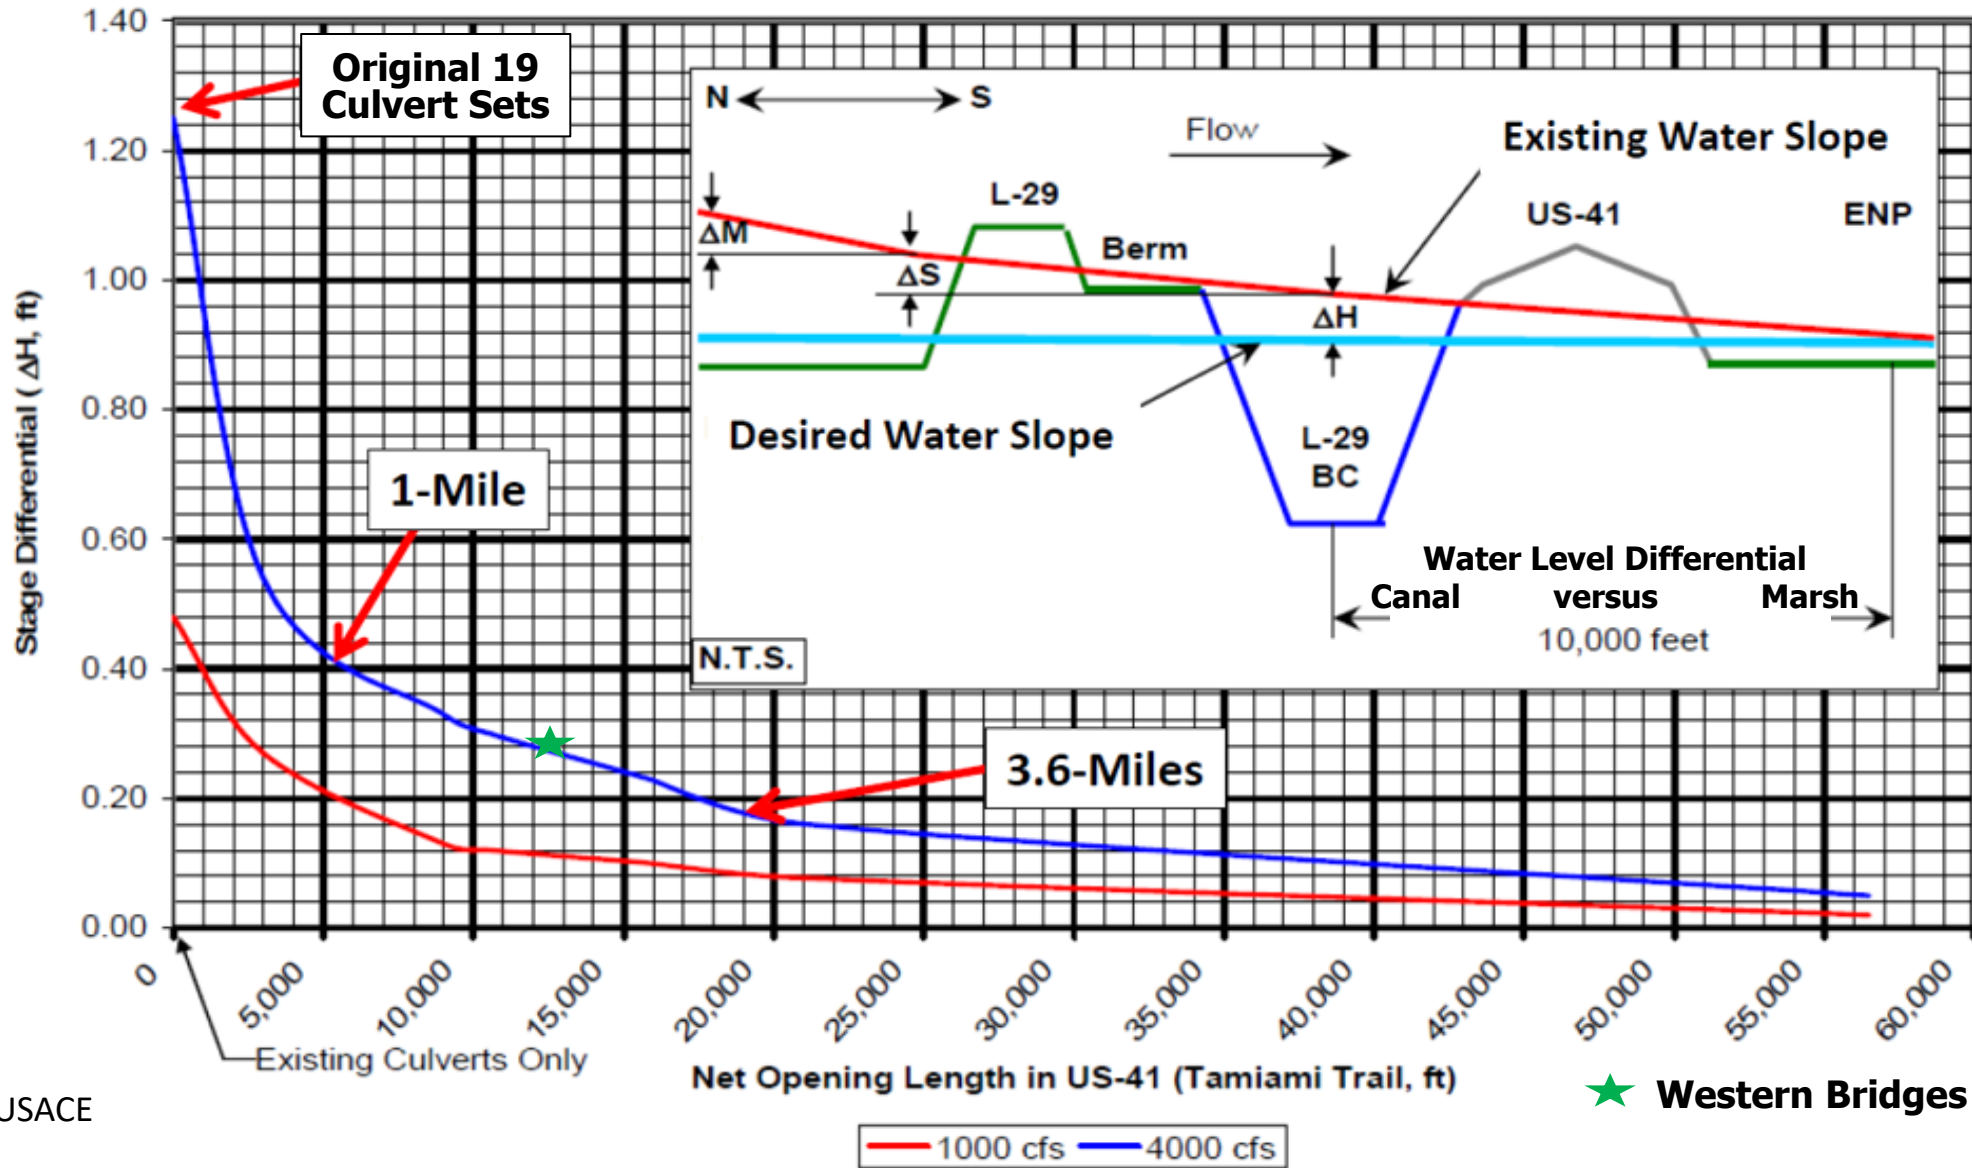 1.40
1.20
1.00
0.80
0.60
0.40
0.20
0.00
Stage Differential ( ΔH, ft)
Original 19
Culvert Sets
1-Mile
3.6-Miles
N
S
Flow
Existing Water Slope
L-29
US-41
ENP
ΔM
Berm
ΔS
ΔH
Desired Water Slope
L-29
BC
Water Level Differential
Canal versus Marsh
10,000 feet
N.T.S.
0
5,000
10,000
15,000
20,000
25,000
30,000
35,000
40,000
45,000
50,000
55,000
60,000
Existing Culverts Only
Net Opening Length in US-41 (Tamiami Trail, ft)
Western Bridges
USACE
1000 cfs 4000 cfs